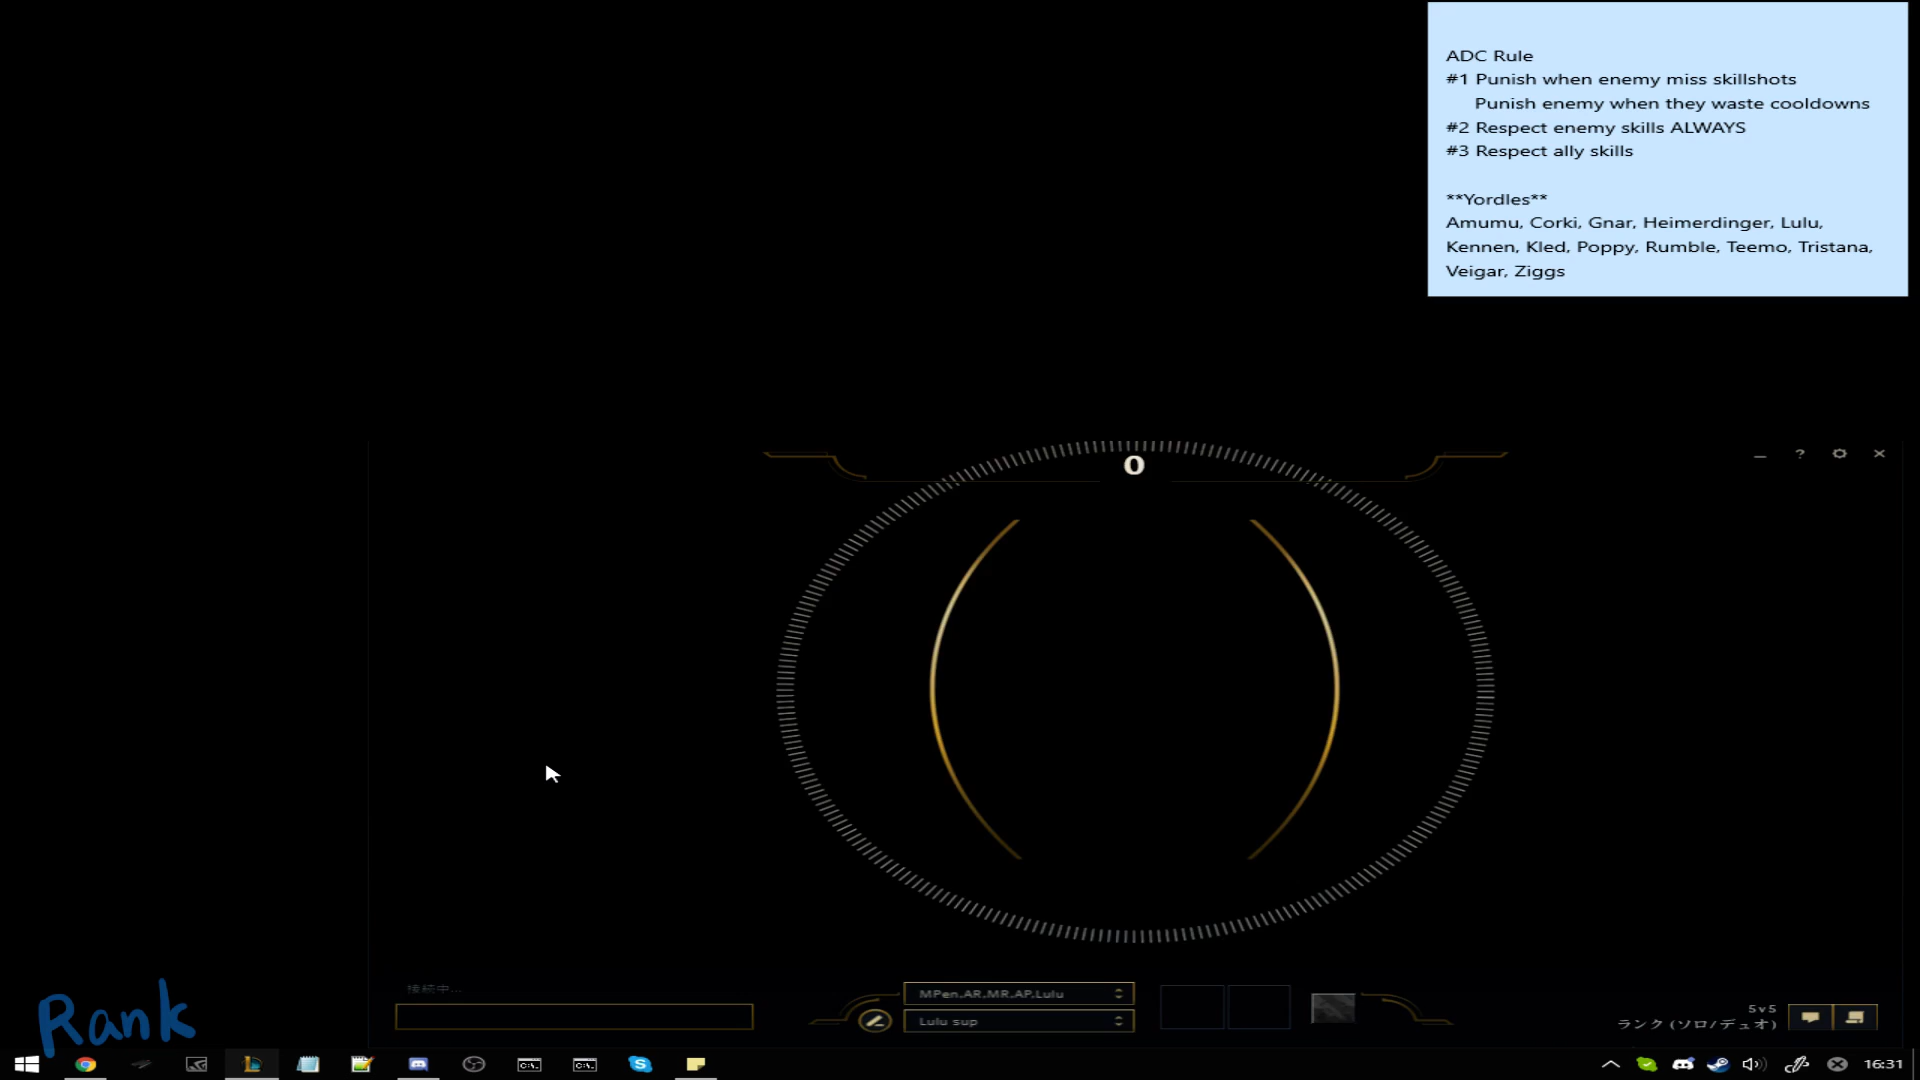 ADC Rule
#1 Punish when enemy miss skillshots
Punish enemy when they waste cooldowns
#2 Respect enemy skills ALWAYS
#3 Respect ally skills
**Yordles**
Amumu, Corki, Gnar, Heimerdinger, Lulu,
Kennen, Kled, Poppy, Rumble, Teemo, Tristana,
Veigar, Ziggs
0
?
接続中...
MPen,AR,MR,AP,Lulu
Lulu sup
5v5
ランク (ソロ/デュオ)
Rank
16:31